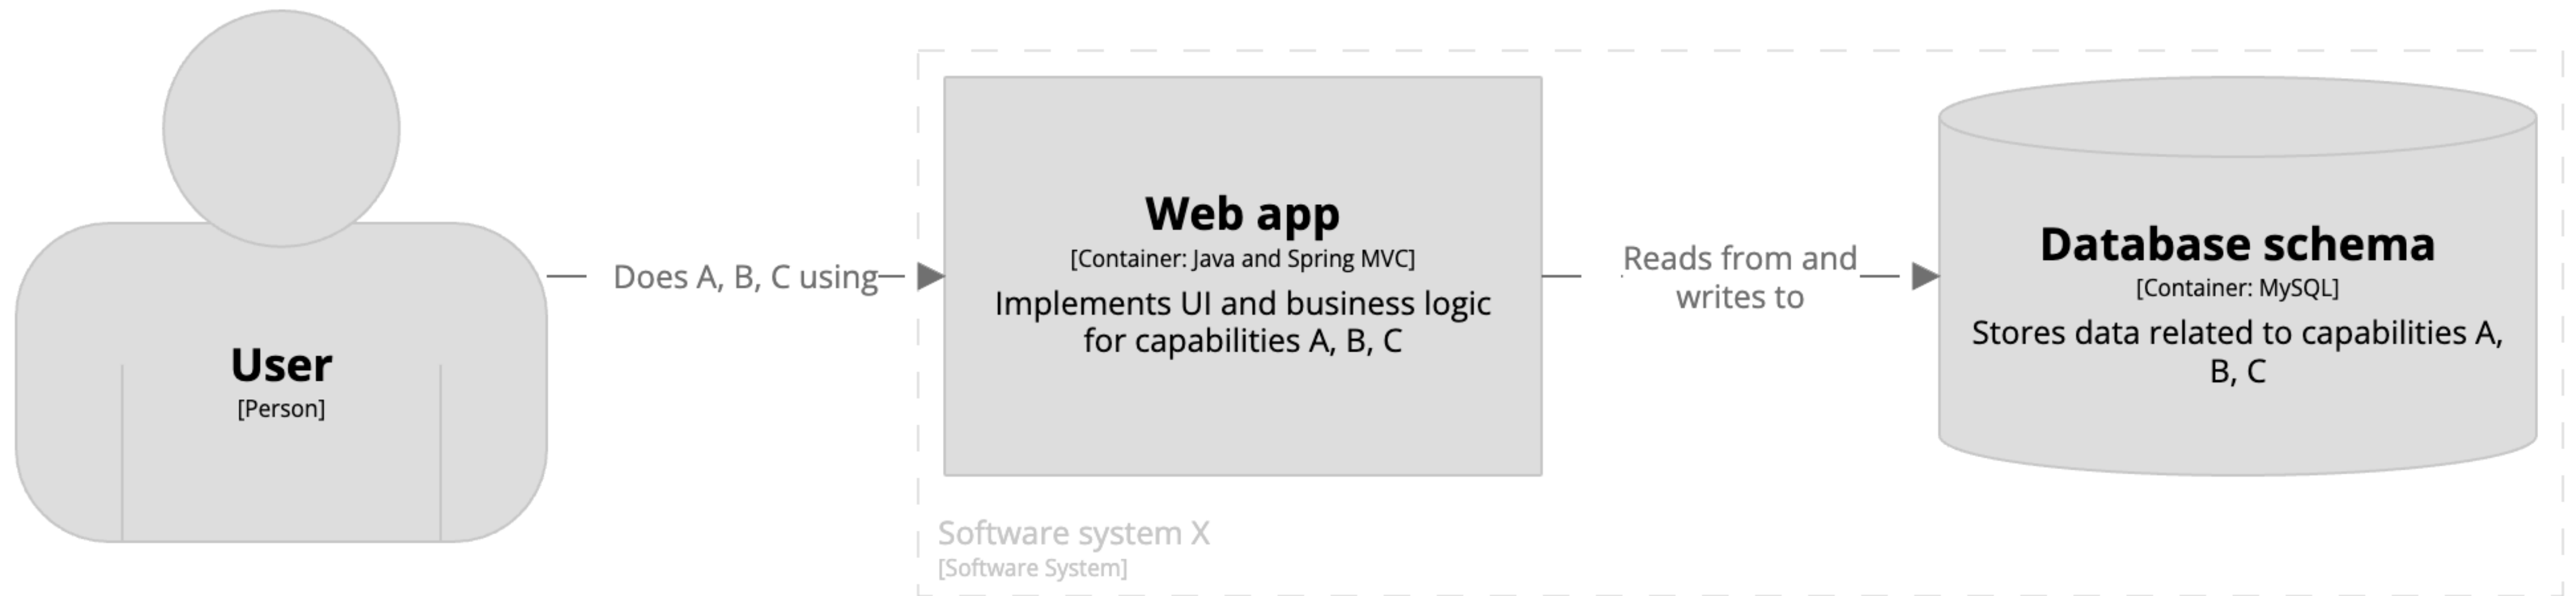 User
[Person]
Does A, B, C using
Web app
[Container: Java and Spring MVC]
Implements UI and business logic
for capabilities A, B, C
Reads from and
writes to
Database schema
[Container: MySQL]
Stores data related to capabilities A,
B, C
Software system X
[Software System]